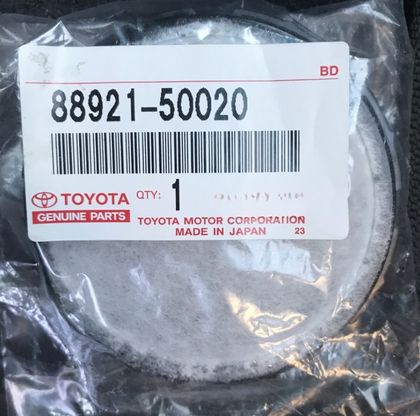 BD
88921-50020
TOYOTA QTY: 1
GENUINE PARTS
TOYOTA MOTOR CORPORATION
MADE IN JAPAN 23